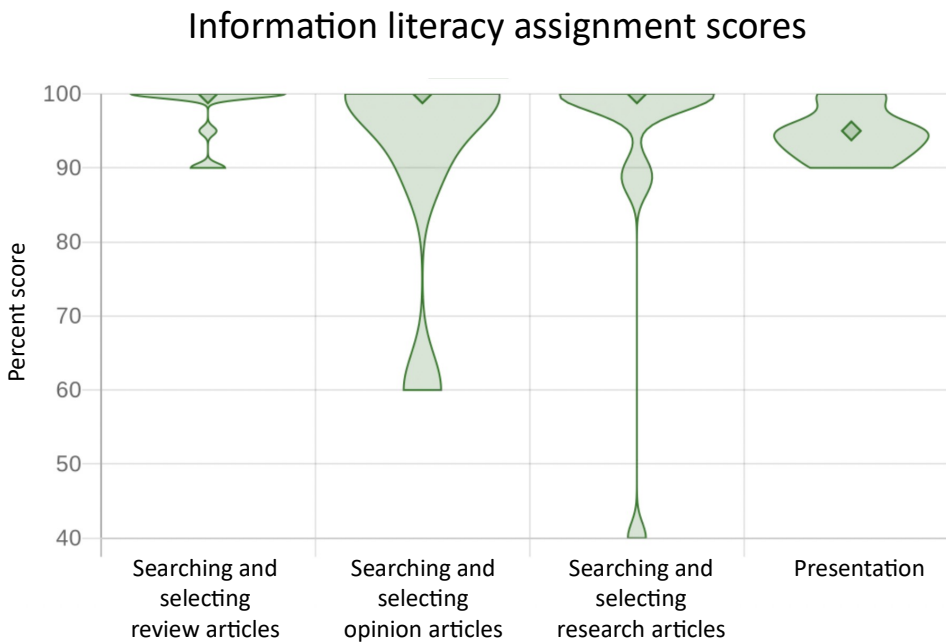 Information literacy assignment scores
100
90
80
70
60
50
40
Percent score
Searching and
selecting
review articles
Searching and
selecting
opinion articles
Searching and
selecting
research articles
Presentation